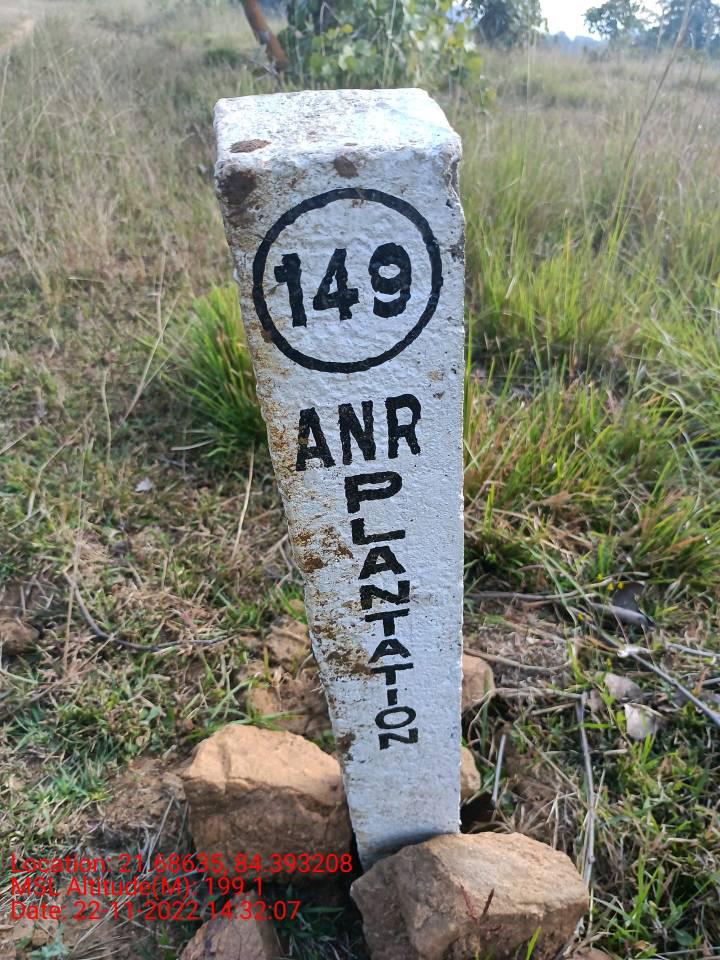 149
ANR
PLANTATION
Location: 21.68635, 84.393208
MSL Altitude(M): 199.1
Date: 22-11-2022 14:32:07